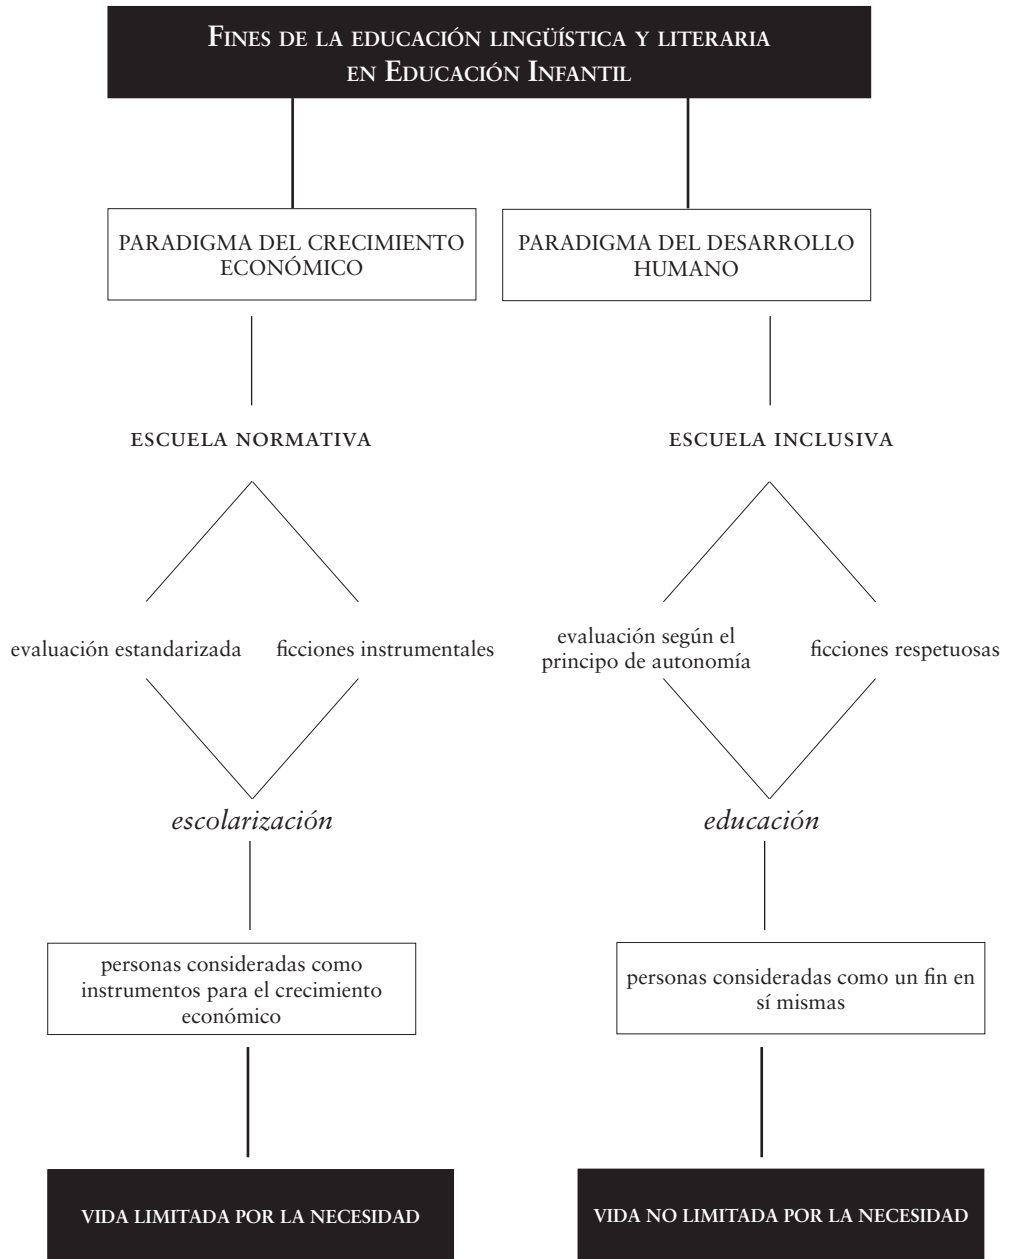 FINES DE LA EDUCACIÓN LINGÜÍSTICA Y LITERARIA
EN EDUCACIÓN INFANTIL
PARADIGMA DEL CRECIMIENTO
ECONÓMICO
PARADIGMA DEL DESARROLLO
HUMANO
ESCUELA NORMATIVA
ESCUELA INCLUSIVA
evaluación estandarizada
ficciones instrumentales
evaluación según el
principo de autonomía
ficciones respetuosas
escolarización
educación
personas consideradas como
instrumentos para el crecimiento
económico
personas consideradas como un fin en
sí mismas
VIDA LIMITADA POR LA NECESIDAD
VIDA NO LIMITADA POR LA NECESIDAD